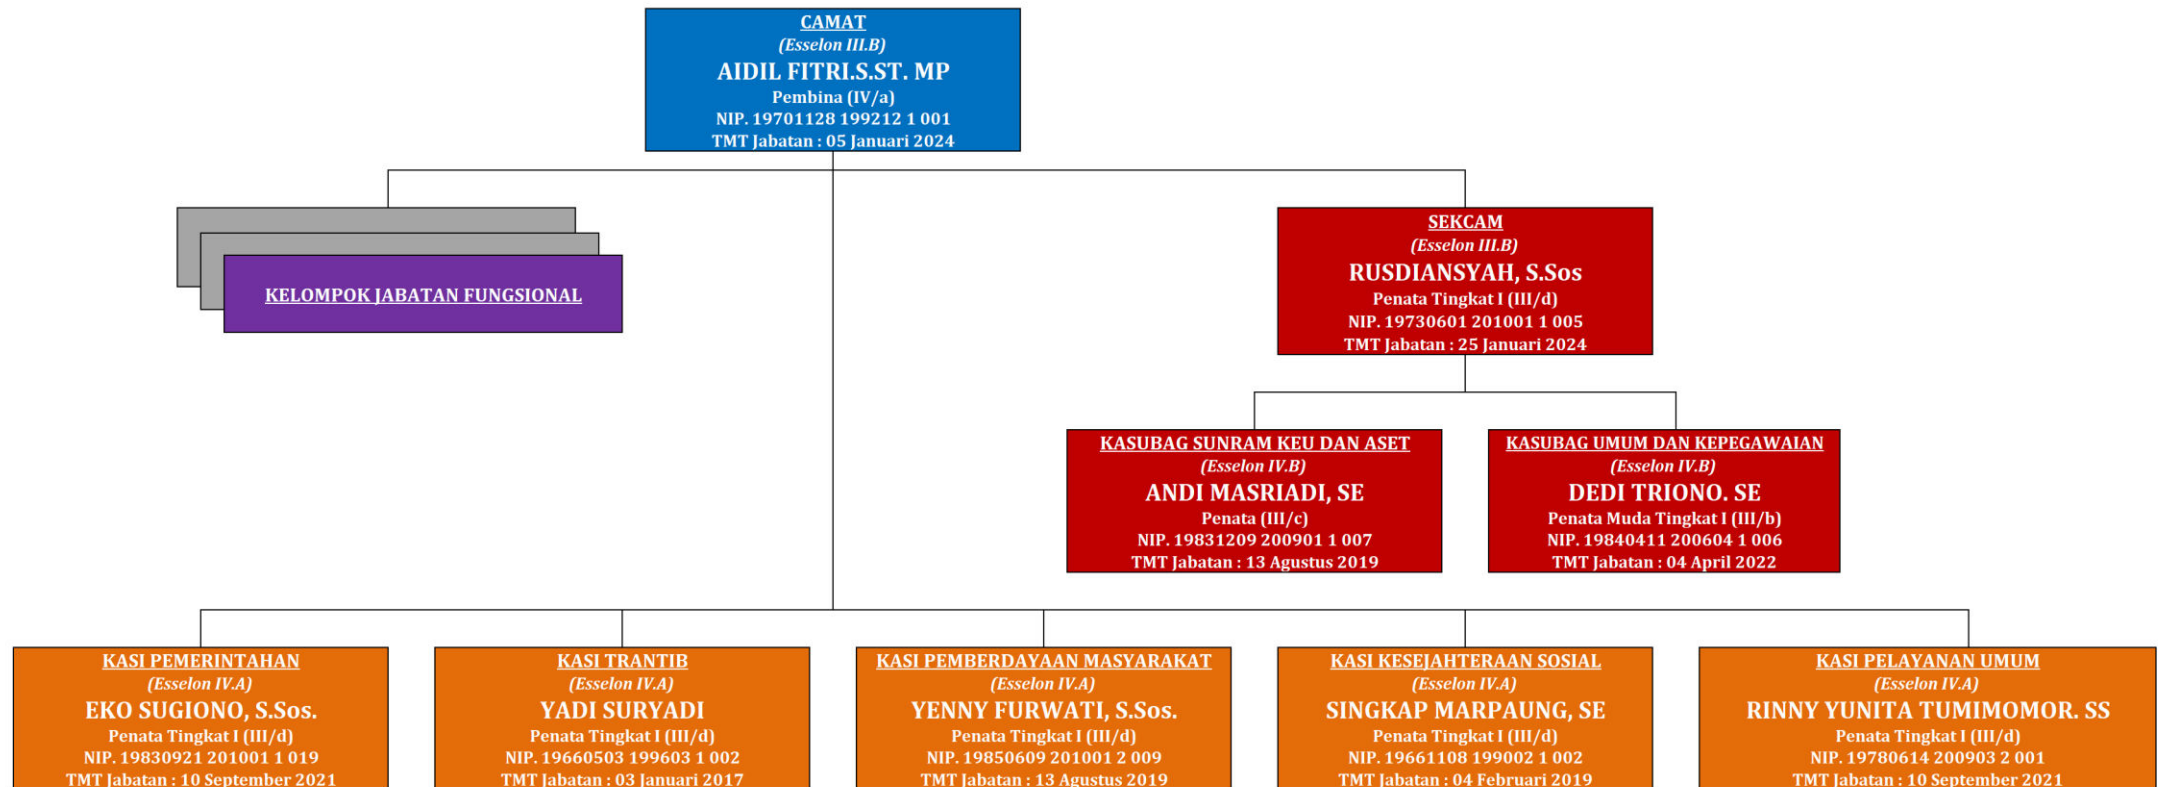 CAMAT
(Esselon III.B)
AIDIL FITRI.S.ST. MP
Pembina (IV/a)
NIP. 19701128 199212 1 001
TMT Jabatan : 05 Januari 2024
KELOMPOK JABATAN FUNGSIONAL
SEKCAM
(Esselon III.B)
RUSDIANSYAH, S.Sos
Penata Tingkat I (III/d)
NIP. 19730601 201001 1 005
TMT Jabatan : 25 Januari 2024
KASUBAG SUNRAM KEU DAN ASET
(Esselon IV.B)
ANDI MASRIADI, SE
Penata (III/c)
NIP. 19831209 200901 1 007
TMT Jabatan : 13 Agustus 2019
KASUBAG UMUM DAN KEPEGAWAIAN
(Esselon IV.B)
DEDI TRIONO. SE
Penata Muda Tingkat I (III/b)
NIP. 19840411 200604 1 006
TMT Jabatan : 04 April 2022
KASI PEMERINTAHAN
(Esselon IV.A)
EKO SUGIONO, S.Sos.
Penata Tingkat I (III/d)
NIP. 19830921 201001 1 019
TMT Jabatan : 10 September 2021
KASI TRANTIB
(Esselon IV.A)
YADI SURYADI
Penata Tingkat I (III/d)
NIP. 19660503 199603 1 002
TMT Jabatan : 03 Januari 2017
KASI PEMBERDAYAAN MASYARAKAT
(Esselon IV.A)
YENNY FURWATI, S.Sos.
Penata Tingkat I (III/d)
NIP. 19850609 201001 2 009
TMT Jabatan : 13 Agustus 2019
KASI KESEJAHTERAAN SOSIAL
(Esselon IV.A)
SINGKAP MARPAUNG, SE
Penata Tingkat I (III/d)
NIP. 19661108 199002 1 002
TMT Jabatan : 04 Februari 2019
KASI PELAYANAN UMUM
(Esselon IV.A)
RINNY YUNITA TUMIMOMOR. SS
Penata Tingkat I (III/d)
NIP. 19780614 200903 2 001
TMT Jabatan : 10 September 2021